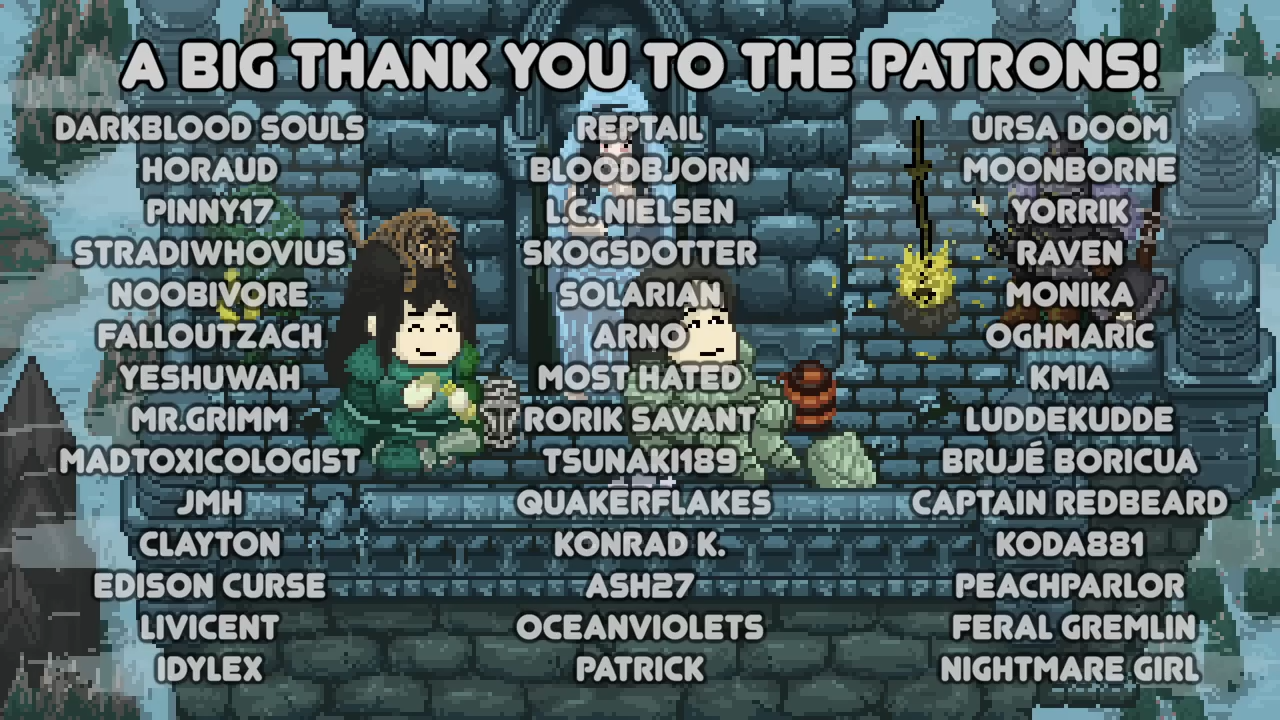 A BIG THANK YOU TO THE PATRONS!
DARKBLOOD SOULS
HORAUD
PINNY17
STRADIWHOVIUS
NOOBIVORE
FALLOUTZACH
YESHUWAH
MR.GRIMM
MADTOXICOLOGIST
JMH
CLAYTON
EDISON CURSE
LIVICENT
IDYLEX
REPTAIL
BLOODBJORN
L.C. NIELSEN
SKOGSDOTTER
SOLARIAN
ARNO
MOST HATED
RORIK SAVANT
TSUNAKI189
QUAKERFLAKES
KONRAD K.
ASH27
OCEANVIOLETS
PATRICK
URSA DOOM
MOONBORNE
YORRIK
RAVEN
MONIKA
OGHMARIC
KMIA
LUDDEKUDDE
BRUJÉ BORICUA
CAPTAIN REDBEARD
KODA881
PEACHPARLOR
FERAL GREMLIN
NIGHTMARE GIRL